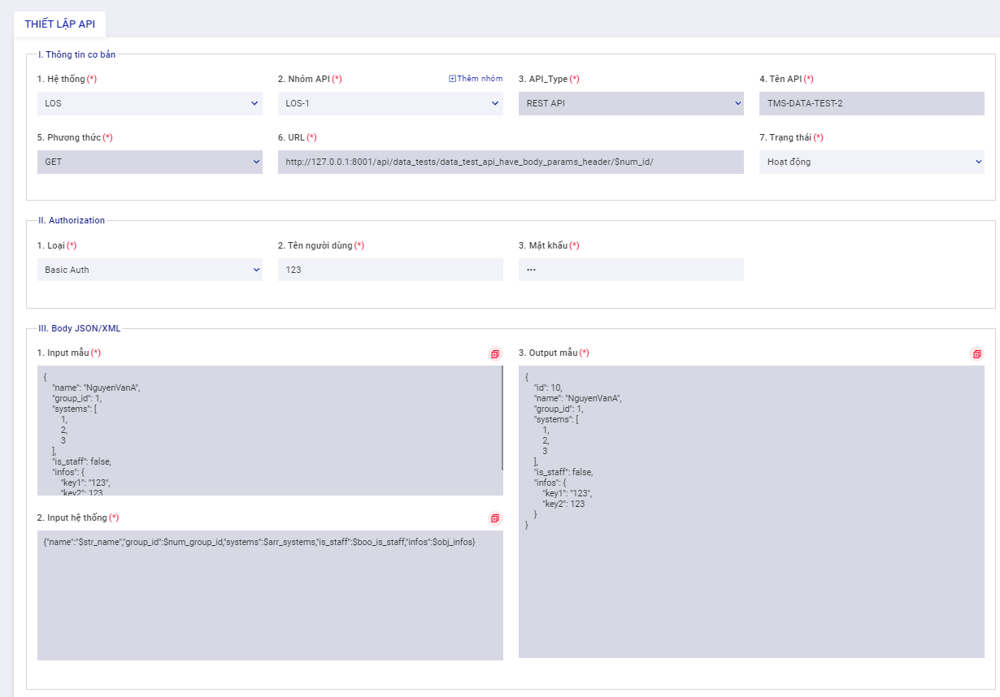 THIẾT LẬP API
I. Thông tin cơ bản
1. Hệ thống (*)
2. Nhóm API (*)
Thêm nhóm
3. API_Type (*)
4. Tên API (*)
LOS
LOS-1
REST API
TMS-DATA-TEST-2
5. Phương thức (*)
6. URL (*)
7. Trạng thái (*)
GET
http://127.0.0.1:8001/api/data_tests/data_test_api_have_body_params_header/$num_id/
Hoạt động
II. Authorization
1. Loại (*)
2. Tên người dùng (*)
3. Mật khẩu (*)
Basic Auth
123
•••
III. Body JSON/XML
1. Input mẫu (*)
{
"name": "NguyenVanA",
"group_id": 1,
"systems": [
1,
2,
3
],
"is_staff": false,
"infos": {
"key1": "123",
"key2": 123
2. Input hệ thống (*)
{"name":"$str_name","group_id":$num_group_id,"systems":$arr_systems,"is_staff":$boo_is_staff,"infos":$obj_infos}
3. Output mẫu (*)
{
"id": 10,
"name": "NguyenVanA",
"group_id": 1,
"systems": [
1,
2,
3
],
"is_staff": false,
"infos": {
"key1": "123",
"key2": 123
}
}